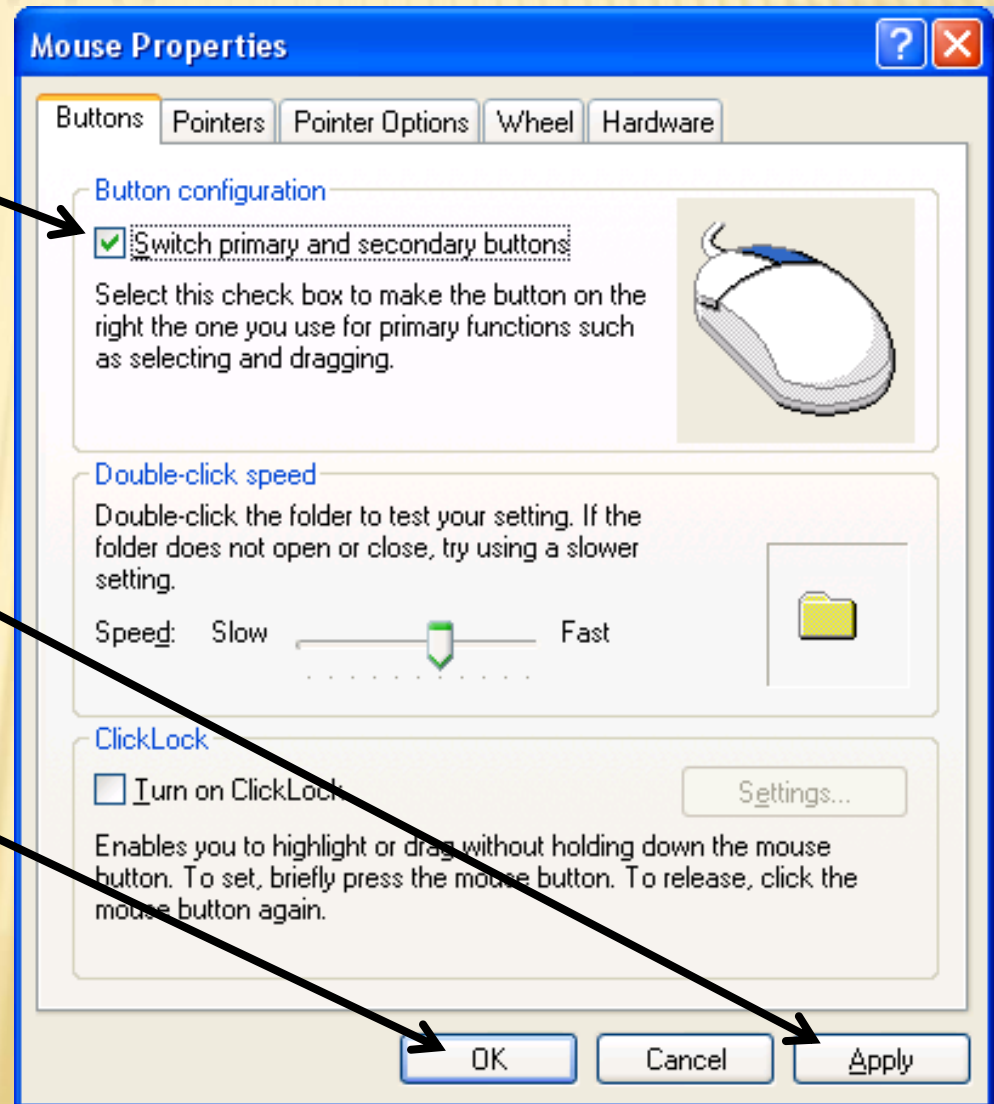 Mouse Properties
Buttons Pointers Pointer Options Wheel Hardware
Button configuration
Switch primary and secondary buttons
Select this check box to make the button on the
right the one you use for primary functions such
as selecting and dragging.
Double-click speed
Double-click the folder to test your setting. If the
folder does not open or close, try using a slower
setting.
Speed: Slow Fast
ClickLock
Turn on ClickLock
Settings...
Enables you to highlight or drag without holding down the mouse
button. To set, briefly press the mouse button. To release, click the
mouse button again.
OK Cancel Apply